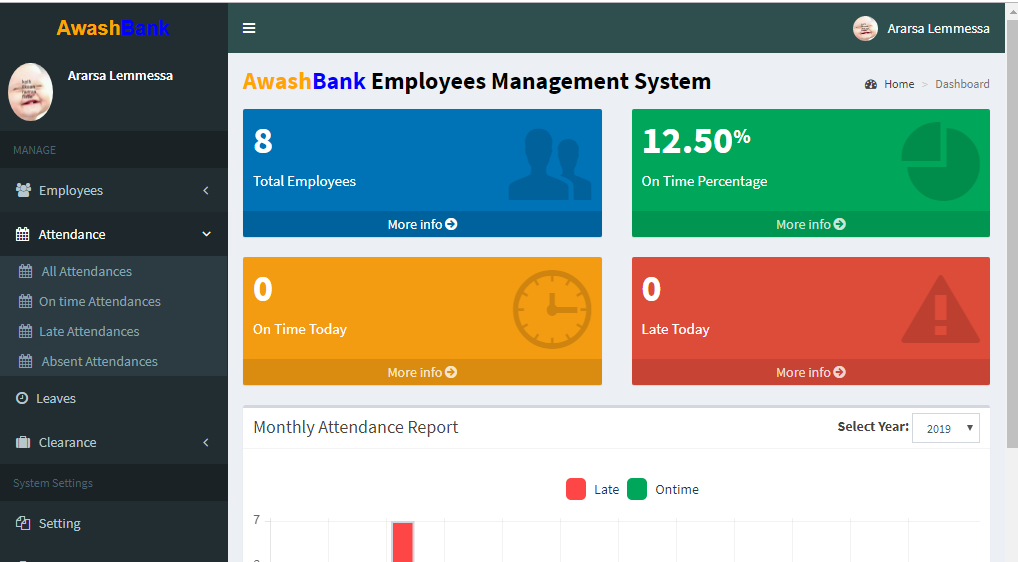 AwashBank
Ararsa Lemmessa
Ararsa Lemmessa
MANAGE
Employees
Attendance
All Attendances
On time Attendances
Late Attendances
Absent Attendances
Leaves
Clearance
System Settings
Setting
AwashBank Employees Management System
Home > Dashboard
8
Total Employees
More info
12.50%
On Time Percentage
More info
0
On Time Today
More info
0
Late Today
More info
Monthly Attendance Report
Select Year: 2019
Late Ontime
7